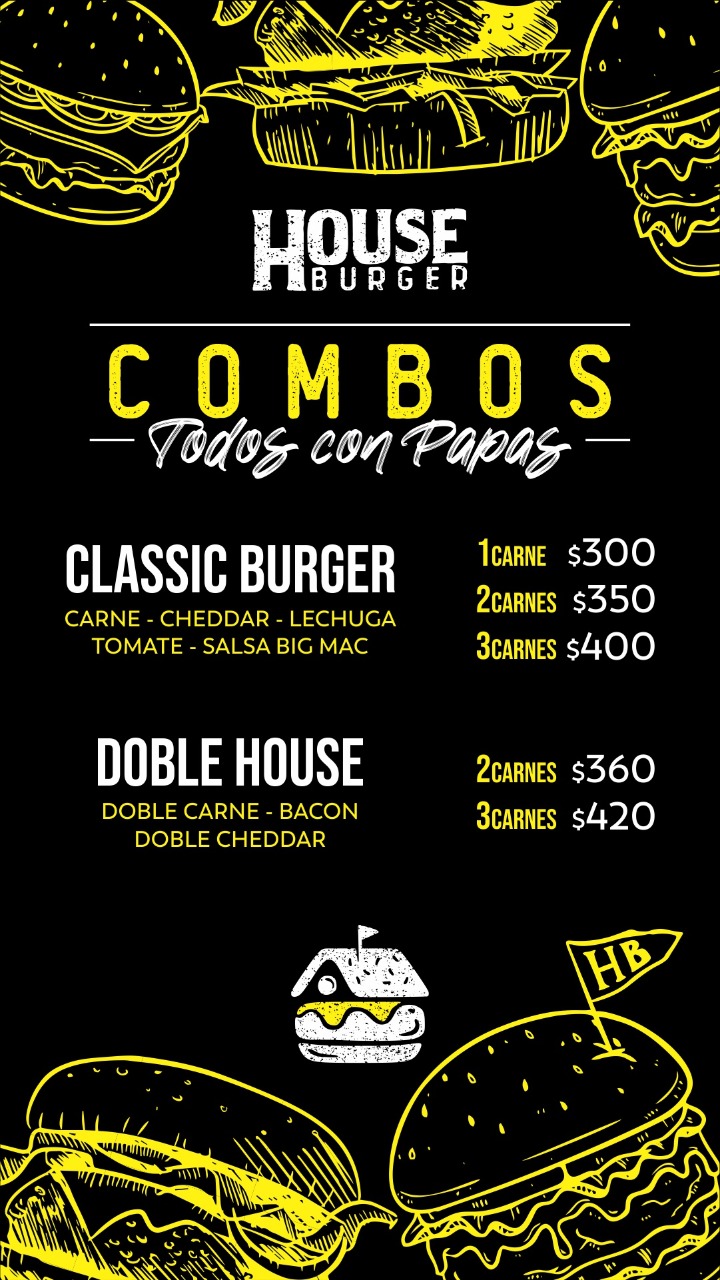 HOUSE
BURGER
COMBOS
Todos con Papas
CLASSIC BURGER
CARNE - CHEDDAR - LECHUGA
TOMATE - SALSA BIG MAC
1CARNE $300
2CARNES $350
3CARNES $400
DOBLE HOUSE
DOBLE CARNE - BACON
DOBLE CHEDDAR
2CARNES $360
3CARNES $420
HB